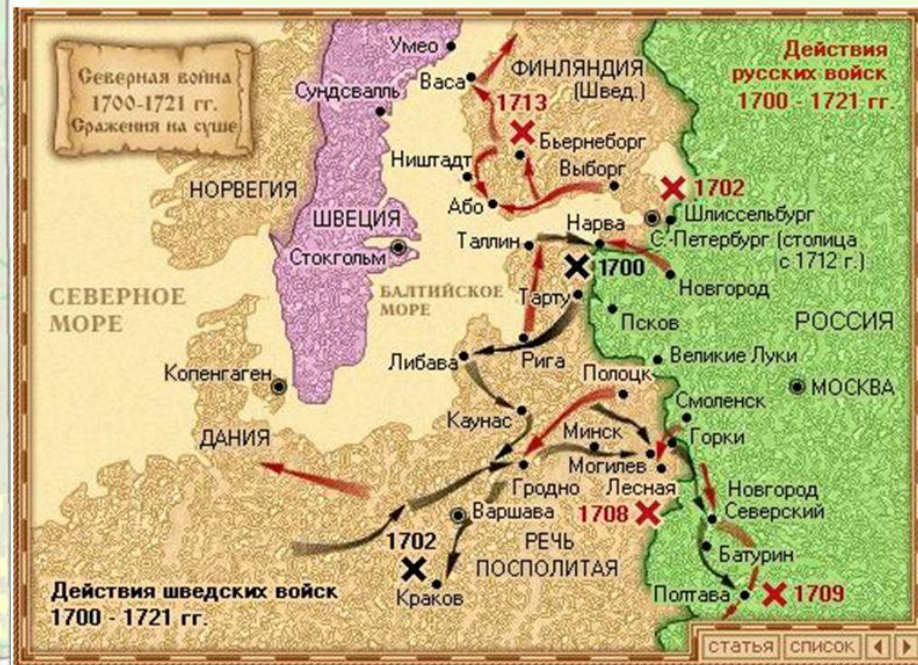 Северная война
1700-1721 гг.
Сражения на суше
Действия
русских войск
1700 - 1721 гг.
Умео
Васа
ФИНЛЯНДИЯ
(Швед.)
Сундсвалль
1713
Бьернеборг
Ништадт
Выборг
НОРВЕГИЯ
1702
Або
Шлиссельбург
ШВЕЦИЯ
Нарва
Таллин
С.-Петербург (столица
с 1712 г.)
Стокгольм
1700
Новгород
СЕВЕРНОЕ
МОРЕ
БАЛТИЙСКОЕ
МОРЕ
Тарту
Псков
РОССИЯ
Либава
Рига
Великие Луки
Копенгаген
Полоцк
МОСКВА
Смоленск
Каунас
ДАНИЯ
Минск
Горки
Могилев
Гродно
Лесная
Новгород
Северский
Варшава
1708
1702
РЕЧЬ
ПОСПОЛИТАЯ
Батурин
Краков
Полтава
1709
Действия шведских войск
1700 - 1721 гг.
статья
список